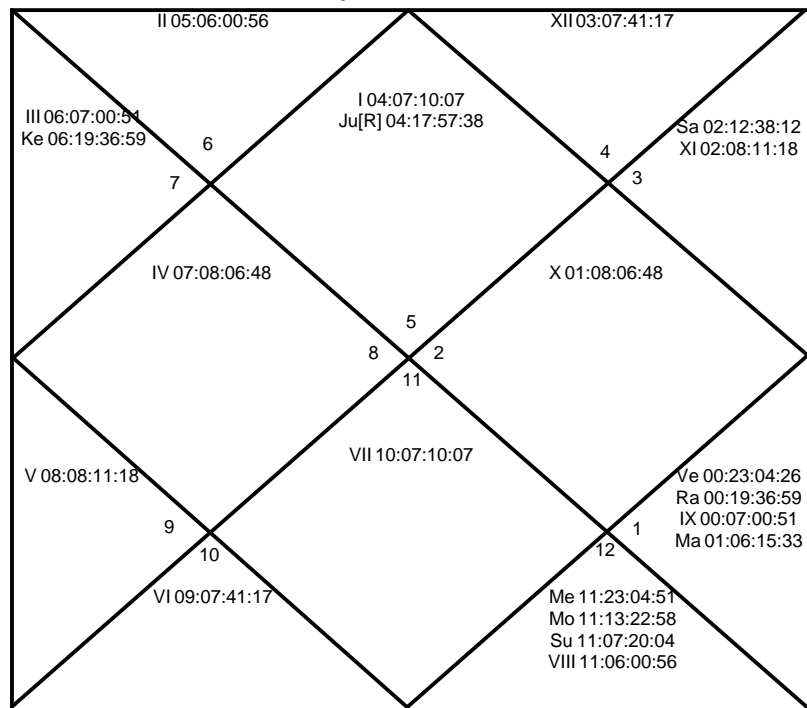 II 05:06:00:56
XII 03:07:41:17
I 04:07:10:07
Ju[R] 04:17:57:38
III 06:07:00:51
Ke 06:19:36:59
Sa 02:12:38:12
XI 02:08:11:18
6
4
7
3
IV 07:08:06:48
X 01:08:06:48
5
8
2
11
VII 10:07:10:07
V 08:08:11:18
Ve 00:23:04:26
Ra 00:19:36:59
IX 00:07:00:51
Ma 01:06:15:33
9
1
10
12
VI 09:07:41:17
Me 11:23:04:51
Mo 11:13:22:58
Su 11:07:20:04
VIII 11:06:00:56